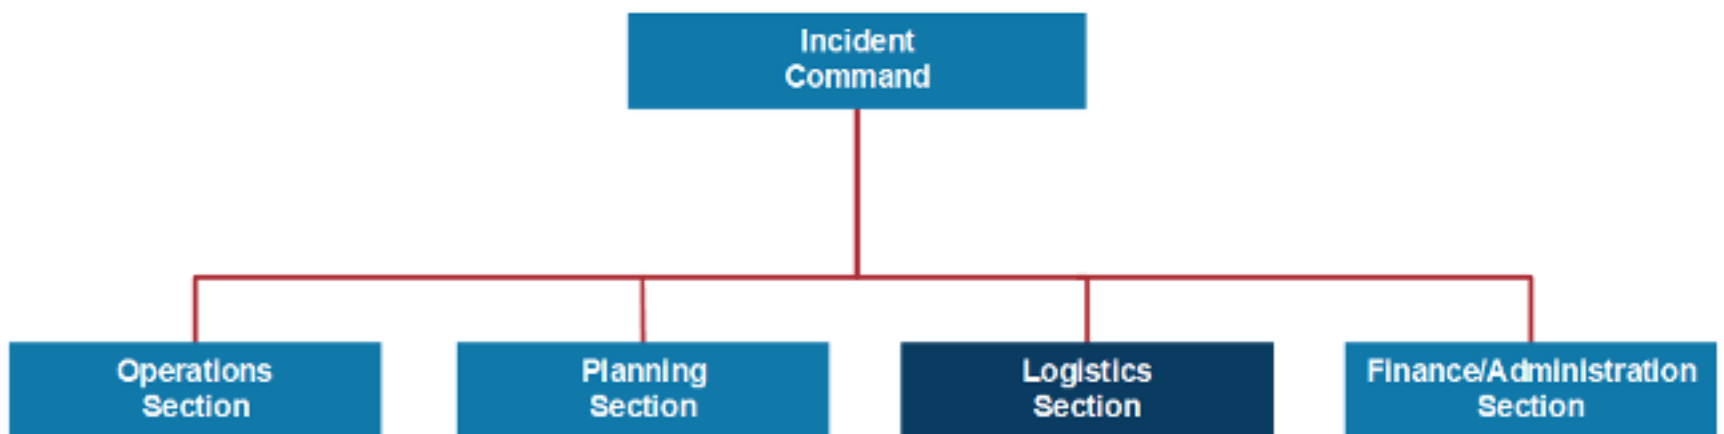 Incident
Command
Operations
Section
Planning
Section
Logistics
Section
Finance/Administration
Section